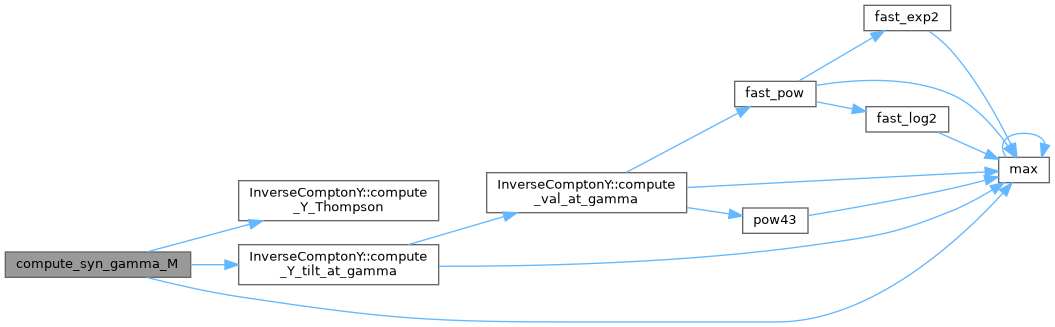 fast_exp2
fast_pow
fast_log2
max
InverseComptonY::compute
_val_at_gamma
InverseComptonY::compute
_Y_Thompson
pow43
compute_syn_gamma_M
InverseComptonY::compute
_Y_tilt_at_gamma